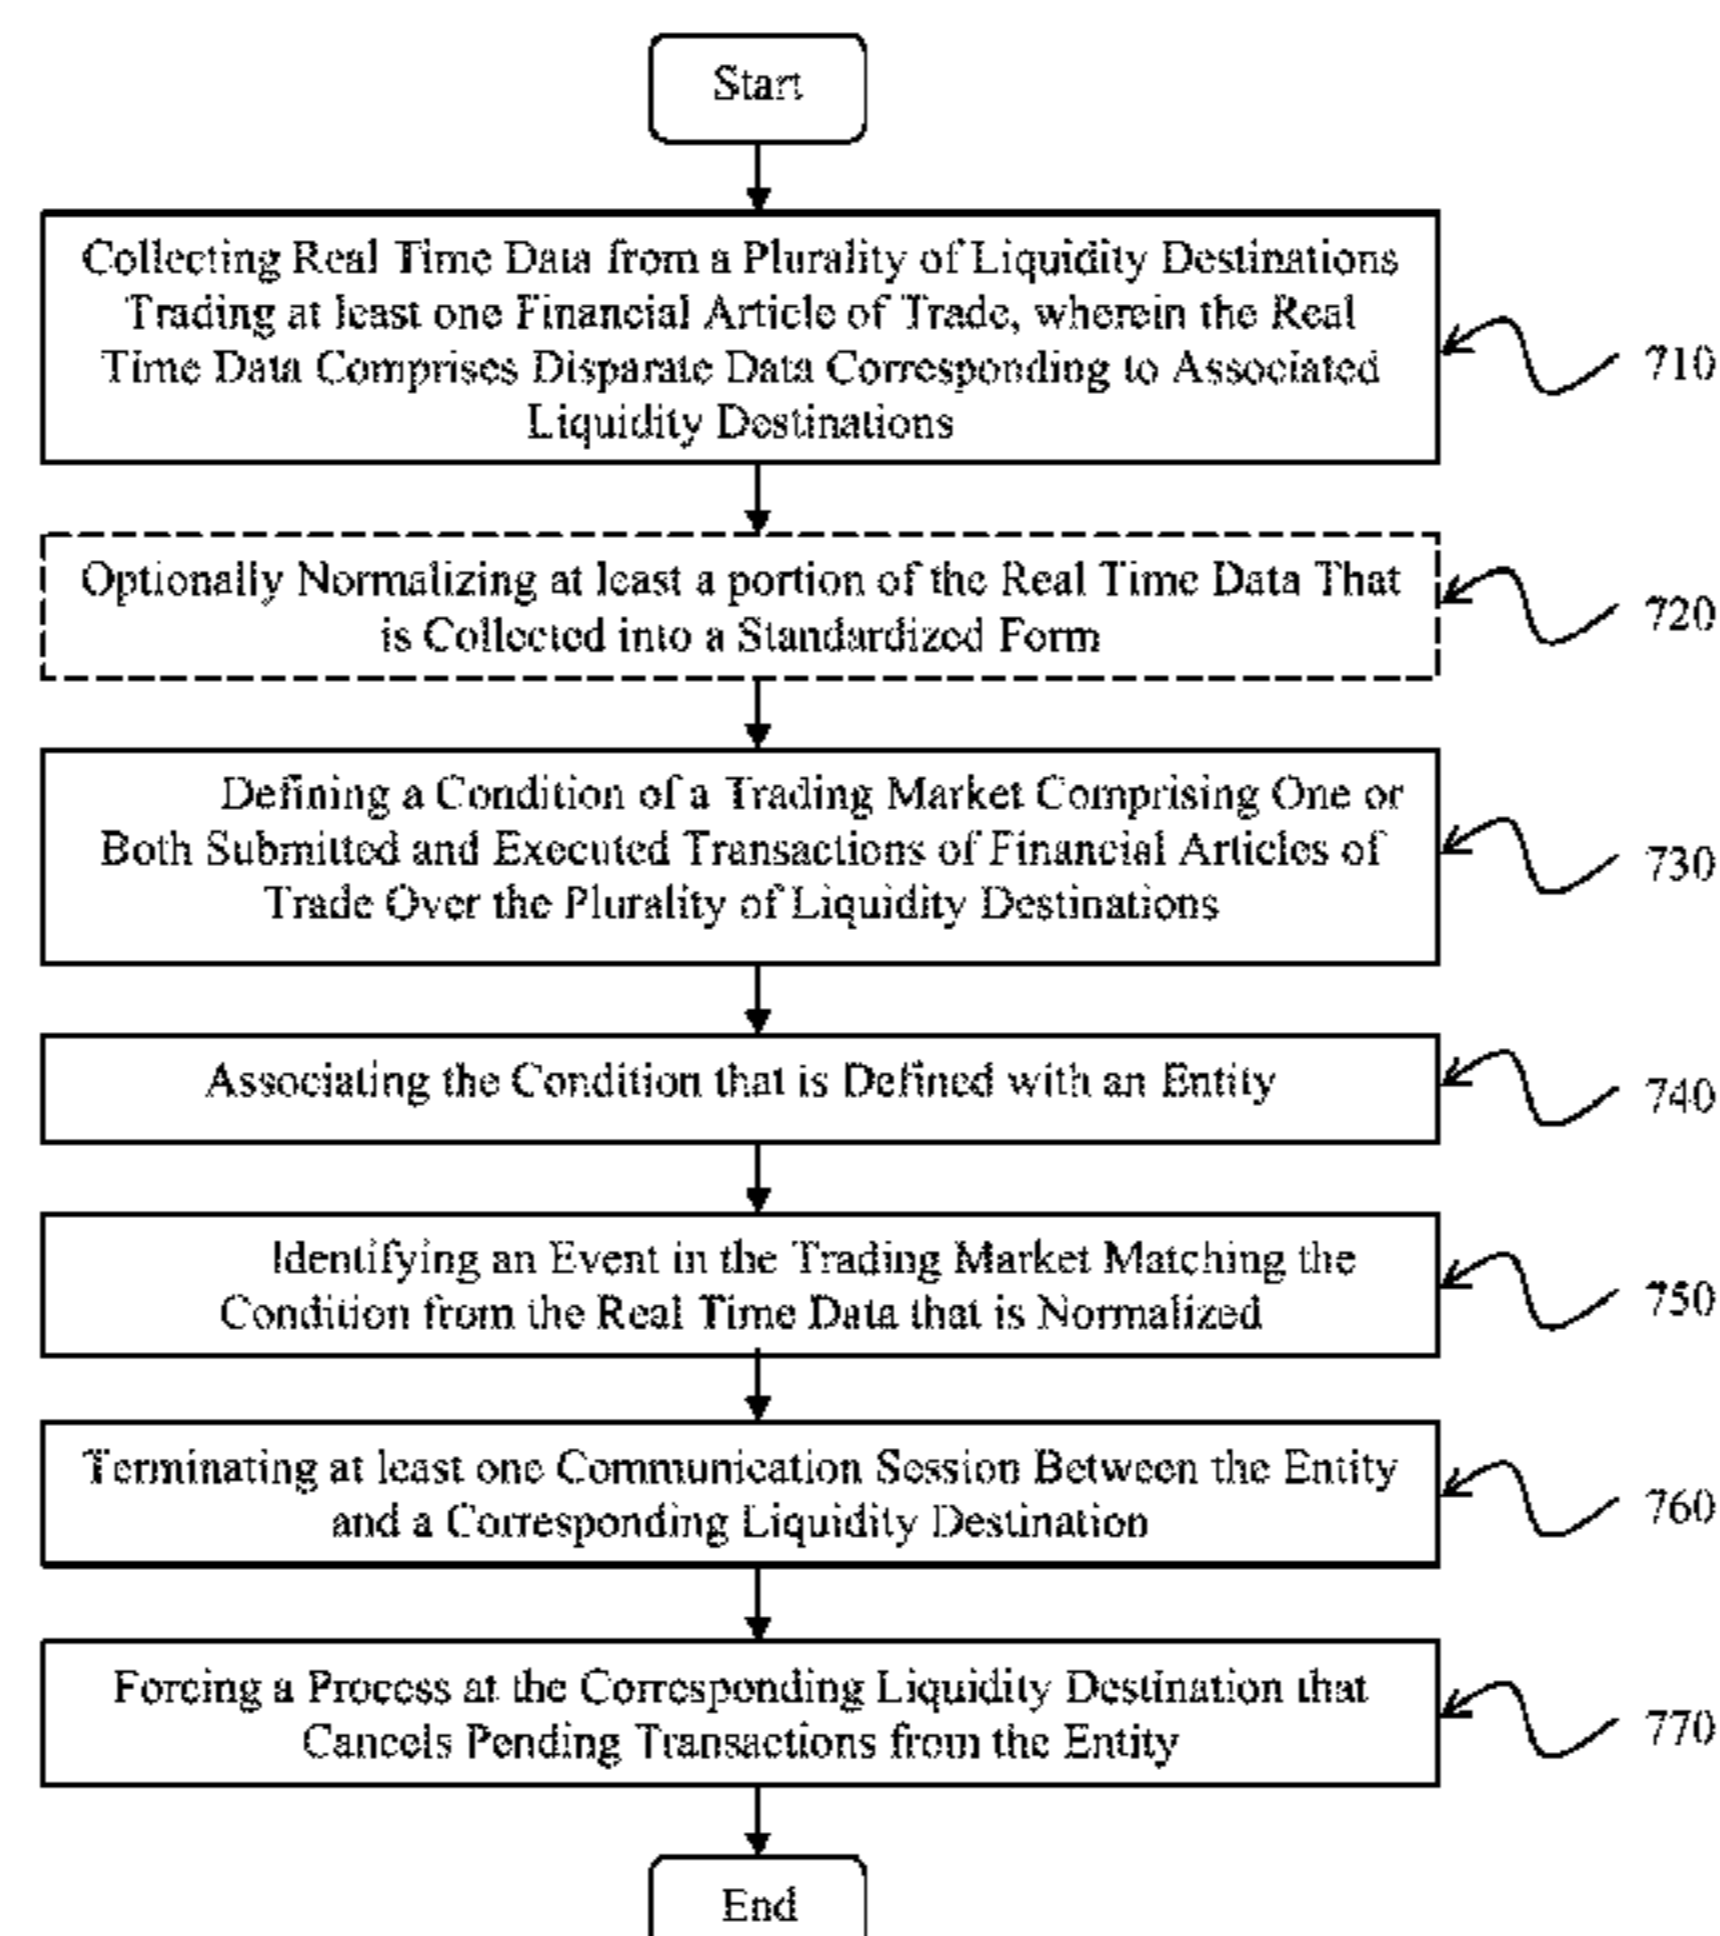 Start
Collecting Real Time Data from a Plurality of Liquidity Destinations
Trading at least one Financial Article of Trade, wherein the Real
Time Data Comprises Disparate Data Corresponding to Associated
Liquidity Destinations
710
Optionally Normalizing at least a portion of the Real Time Data That
is Collected into a Standardized Form
720
Defining a Condition of a Trading Market Comprising One or
Both Submitted and Executed Transactions of Financial Articles of
Trade Over the Plurality of Liquidity Destinations
730
Associating the Condition that is Defined with an Entity
740
Identifying an Event in the Trading Market Matching the
Condition from the Real Time Data that is Normalized
750
Terminating at least one Communication Session Between the Entity
and a Corresponding Liquidity Destination
760
Forcing a Process at the Corresponding Liquidity Destination that
Cancels Pending Transactions from the Entity
770
End